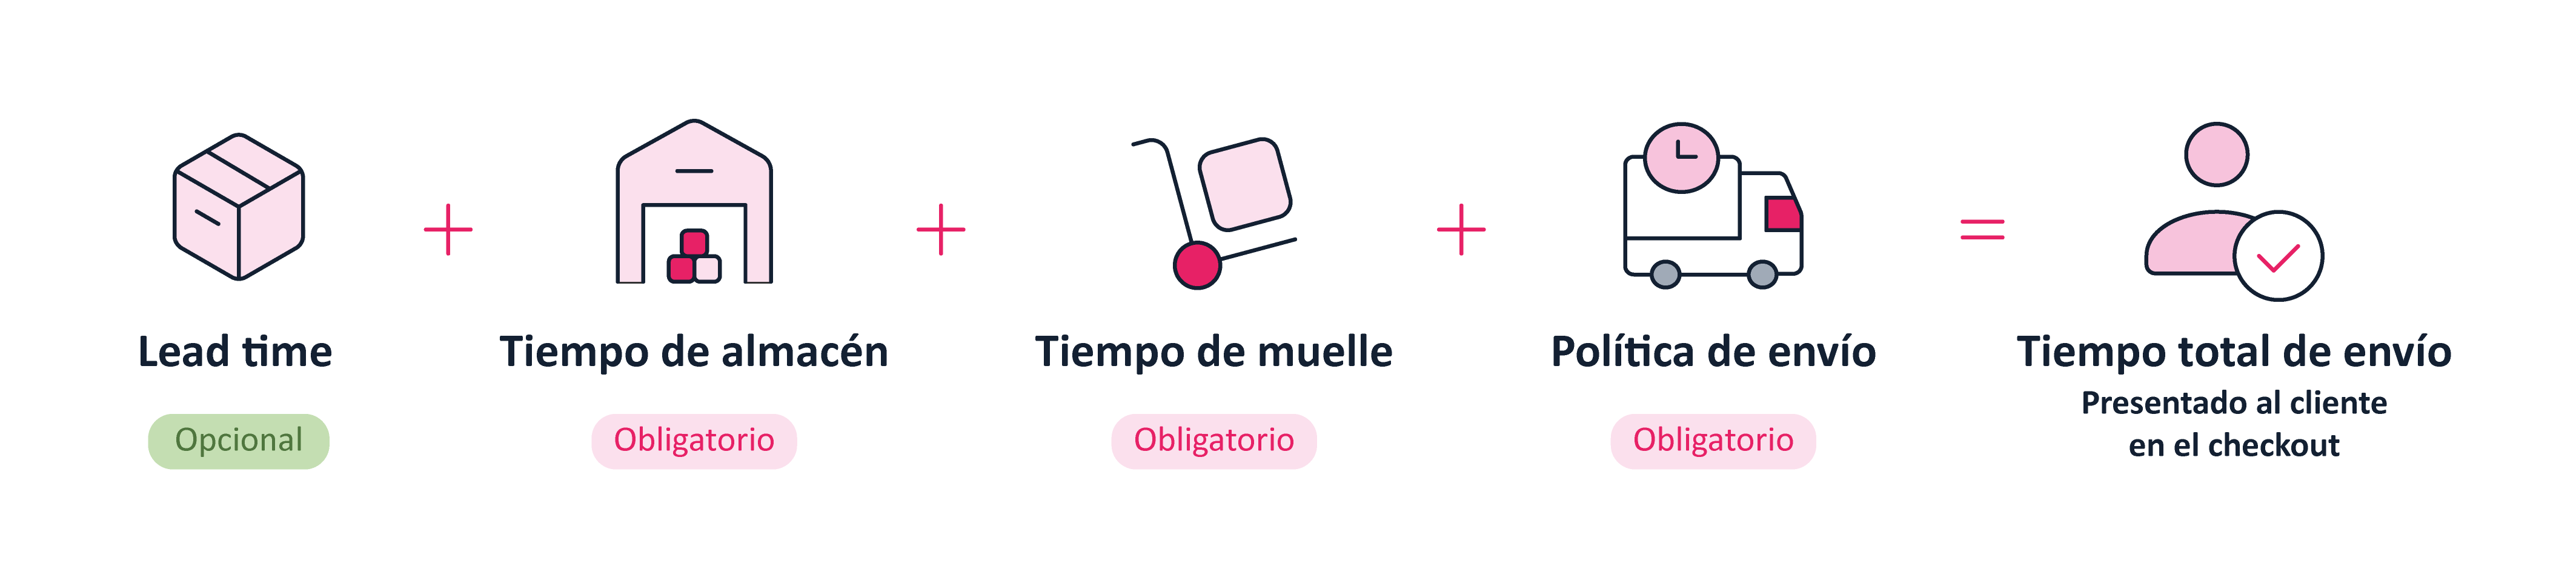 Lead time
Tiempo de almacén
Tiempo de muelle
Política de envío
Tiempo total de envío
Presentado al cliente
en el checkout
Opcional
Obligatorio
Obligatorio
Obligatorio